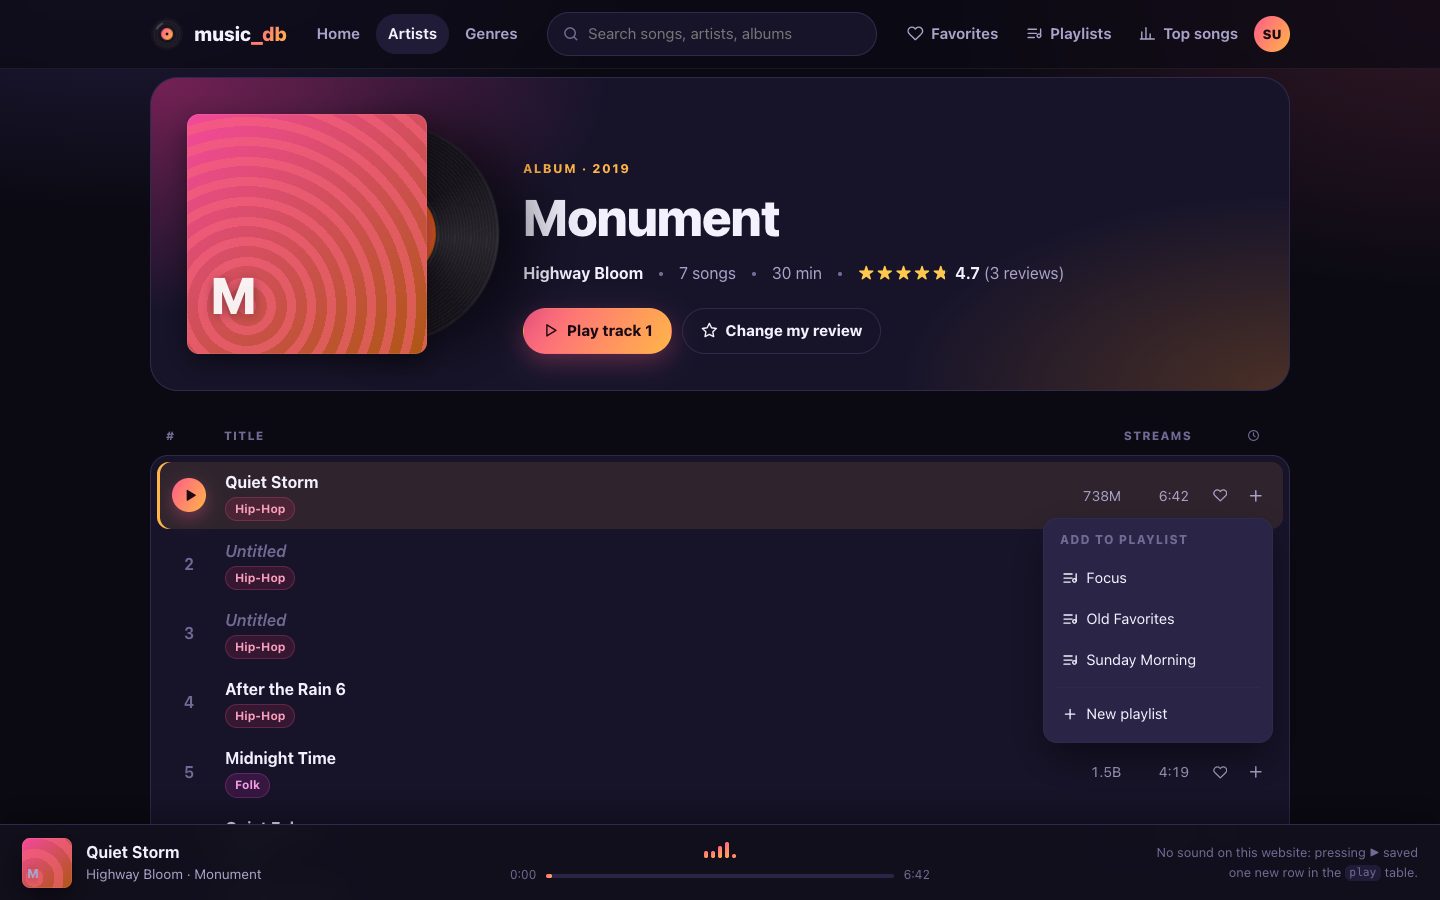 music_db Home Artists Genres Search songs, artists, albums Favorites Playlists Top songs SU
M
ALBUM · 2019
Monument
Highway Bloom • 7 songs • 30 min • 4.7 (3 reviews)
Play track 1 Change my review
# TITLE STREAMS
Quiet Storm
Hip-Hop
738M 6:42
2 Untitled
Hip-Hop
3 Untitled
Hip-Hop
4 After the Rain 6
Hip-Hop
5 Midnight Time
Folk
1.5B 4:19
ADD TO PLAYLIST
Focus
Old Favorites
Sunday Morning
New playlist
M
Quiet Storm
Highway Bloom · Monument
0:00 6:42
No sound on this website: pressing ▶ saved
one new row in the play table.